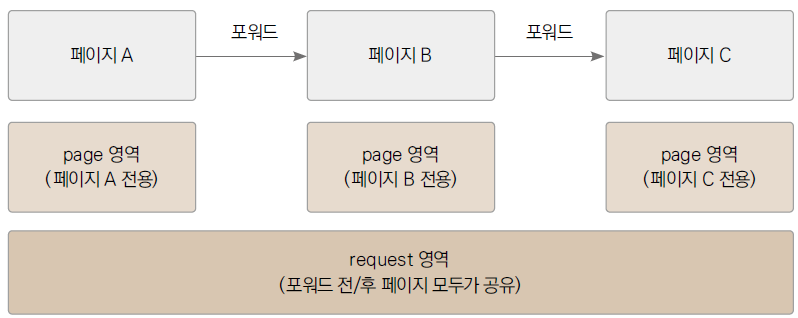 페이지 A
포워드
페이지 B
포워드
페이지 C
page 영역
(페이지 A 전용)
page 영역
(페이지 B 전용)
page 영역
(페이지 C 전용)
request 영역
(포워드 전/후 페이지 모두가 공유)